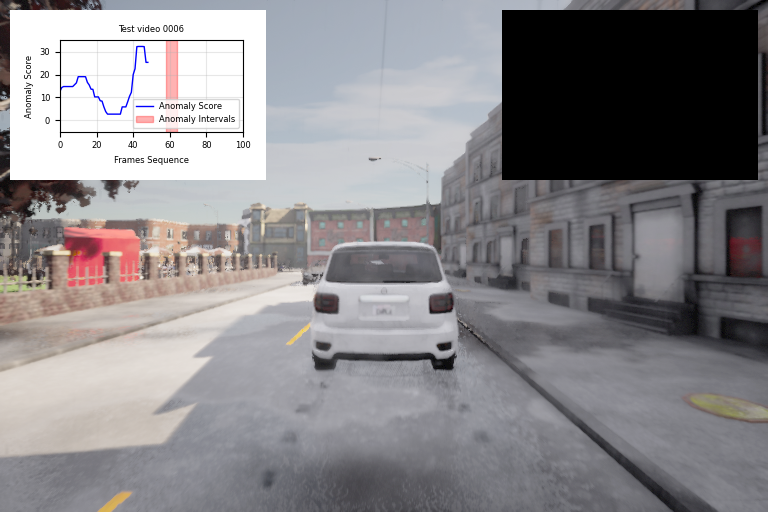 Test video 0006
Anomaly Score
30
20
10
0
Anomaly Score
Anomaly Intervals
0 20 40 60 80 100
Frames Sequence